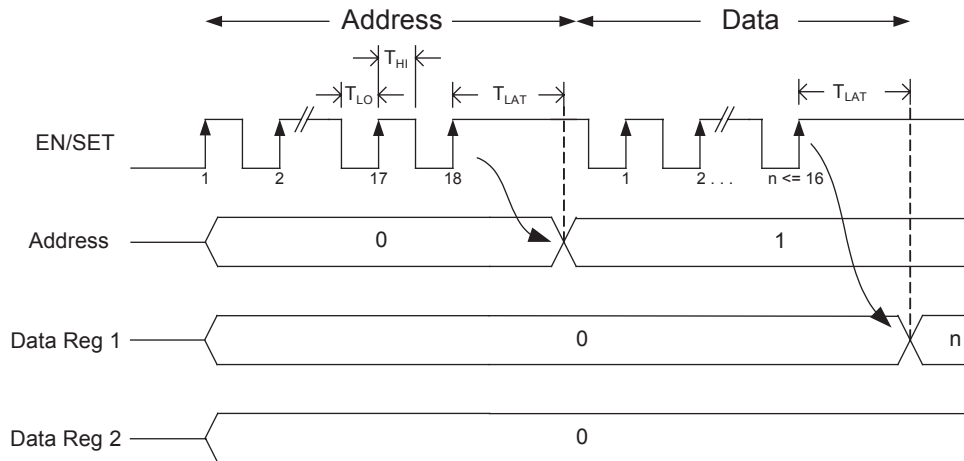 Address Data
T_HI
T_LO T_LAT T_LAT
EN/SET
1 2 17 18 1 2 . . . n <= 16
Address 0 1
Data Reg 1 0 n
Data Reg 2 0